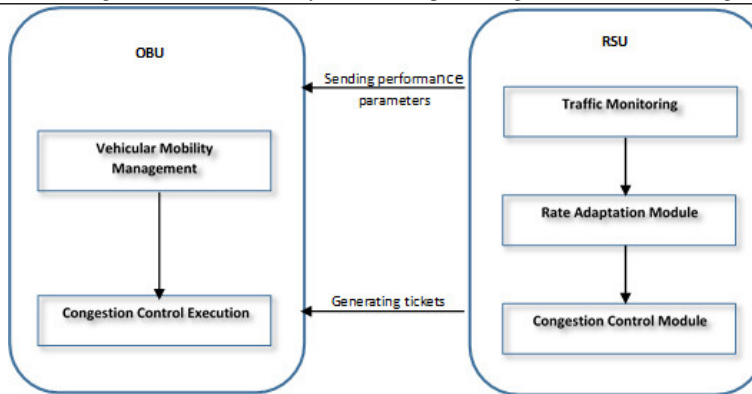 OBU
RSU
Sending performance
parameters
Traffic Monitoring
Vehicular Mobility
Management
Rate Adaptation Module
Generating tickets
Congestion Control Execution
Congestion Control Module